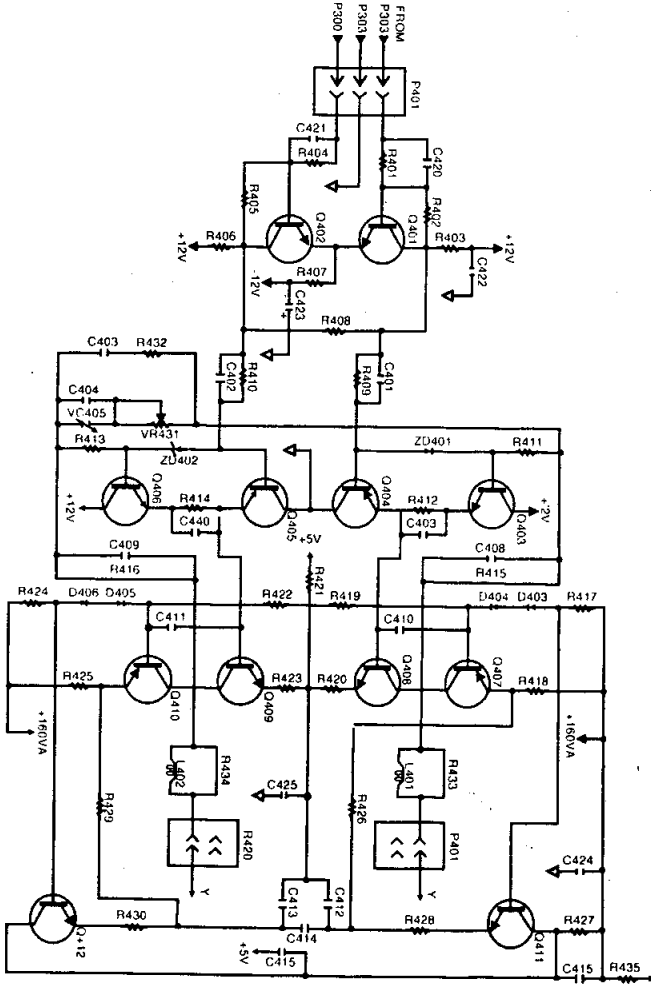 FROM
P300
P303
P303
P401
C421
R404
R401
C420
R405
R402
Q402
Q401
+12V
R406
R403
+12V
-12V
R407
C422
C423
+
R408
C403
R432
C402
R410
R409
C401
C404
VC405
VR431
R413
ZD402
ZD401
R411
Q406
Q405
Q404
Q403
+12V
R414
R412
C440
C403
+5V
C409
C408
R416
R421
R415
R424
D406
D405
R422
R419
D404
D403
R417
C411
C410
R425
Q410
Q409
R423
R420
Q408
Q407
R418
+160VA
+160VA
L402
R434
C425
L401
R433
R429
R420
R426
P401
C424
Y
Y
C413
C412
R430
R428
Q411
R427
Q+12
C414
+5V
C415
C415
R435